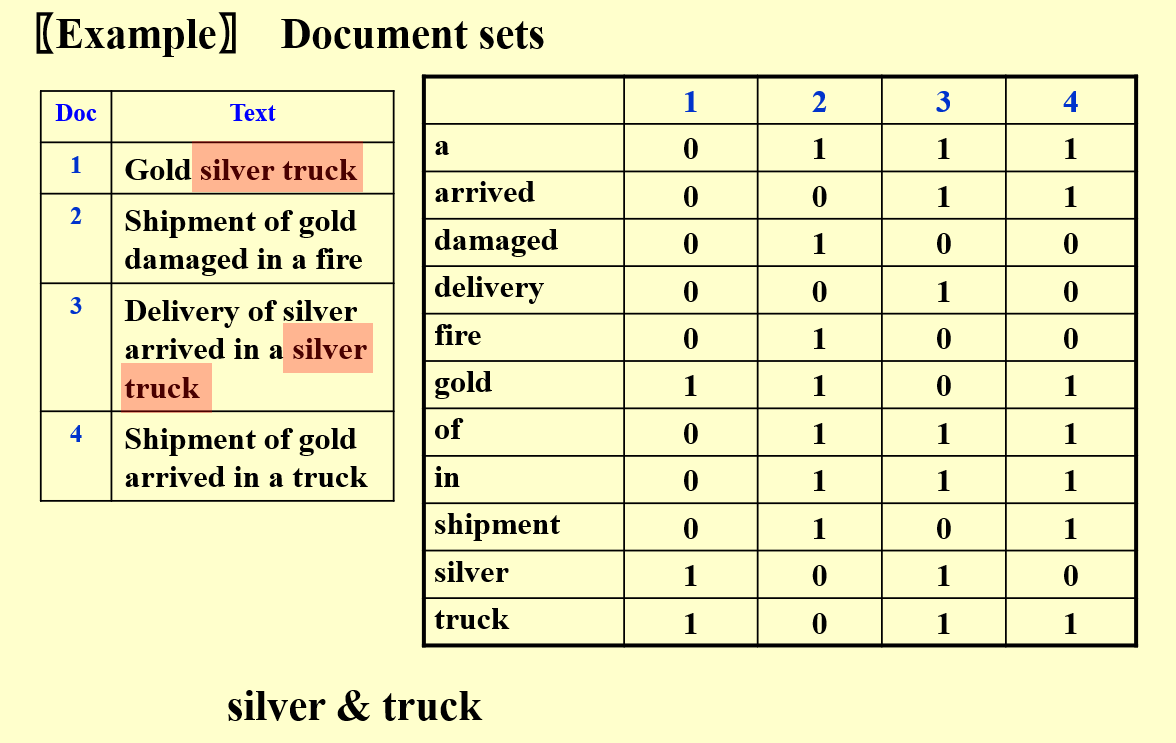 〖Example〗 Document sets
Doc Text
1 Gold silver truck
2 Shipment of gold
damaged in a fire
3 Delivery of silver
arrived in a silver
truck
4 Shipment of gold
arrived in a truck
1 2 3 4
a 0 1 1 1
arrived 0 0 1 1
damaged 0 1 0 0
delivery 0 0 1 0
fire 0 1 0 0
gold 1 1 0 1
of 0 1 1 1
in 0 1 1 1
shipment 0 1 0 1
silver 1 0 1 0
truck 1 0 1 1
silver & truck